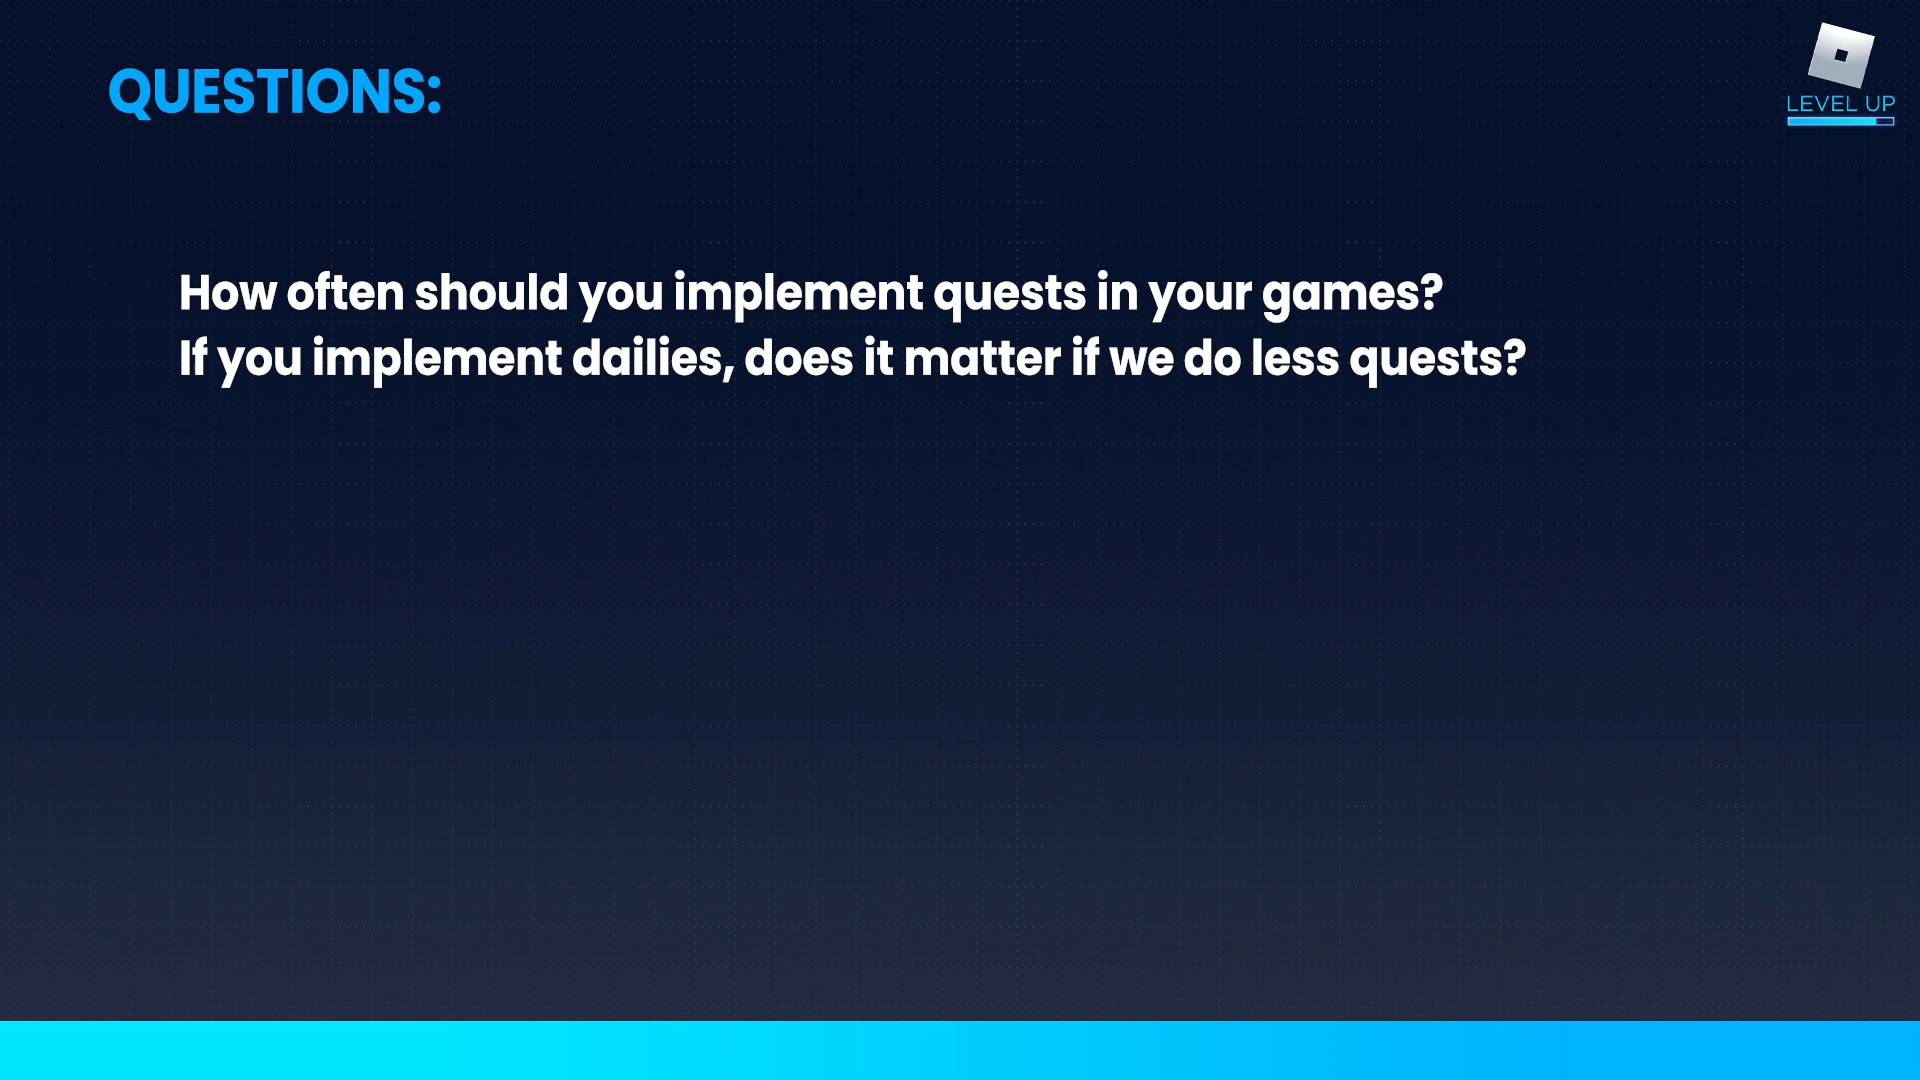 QUESTIONS:
LEVEL UP
How often should you implement quests in your games?
If you implement dailies, does it matter if we do less quests?